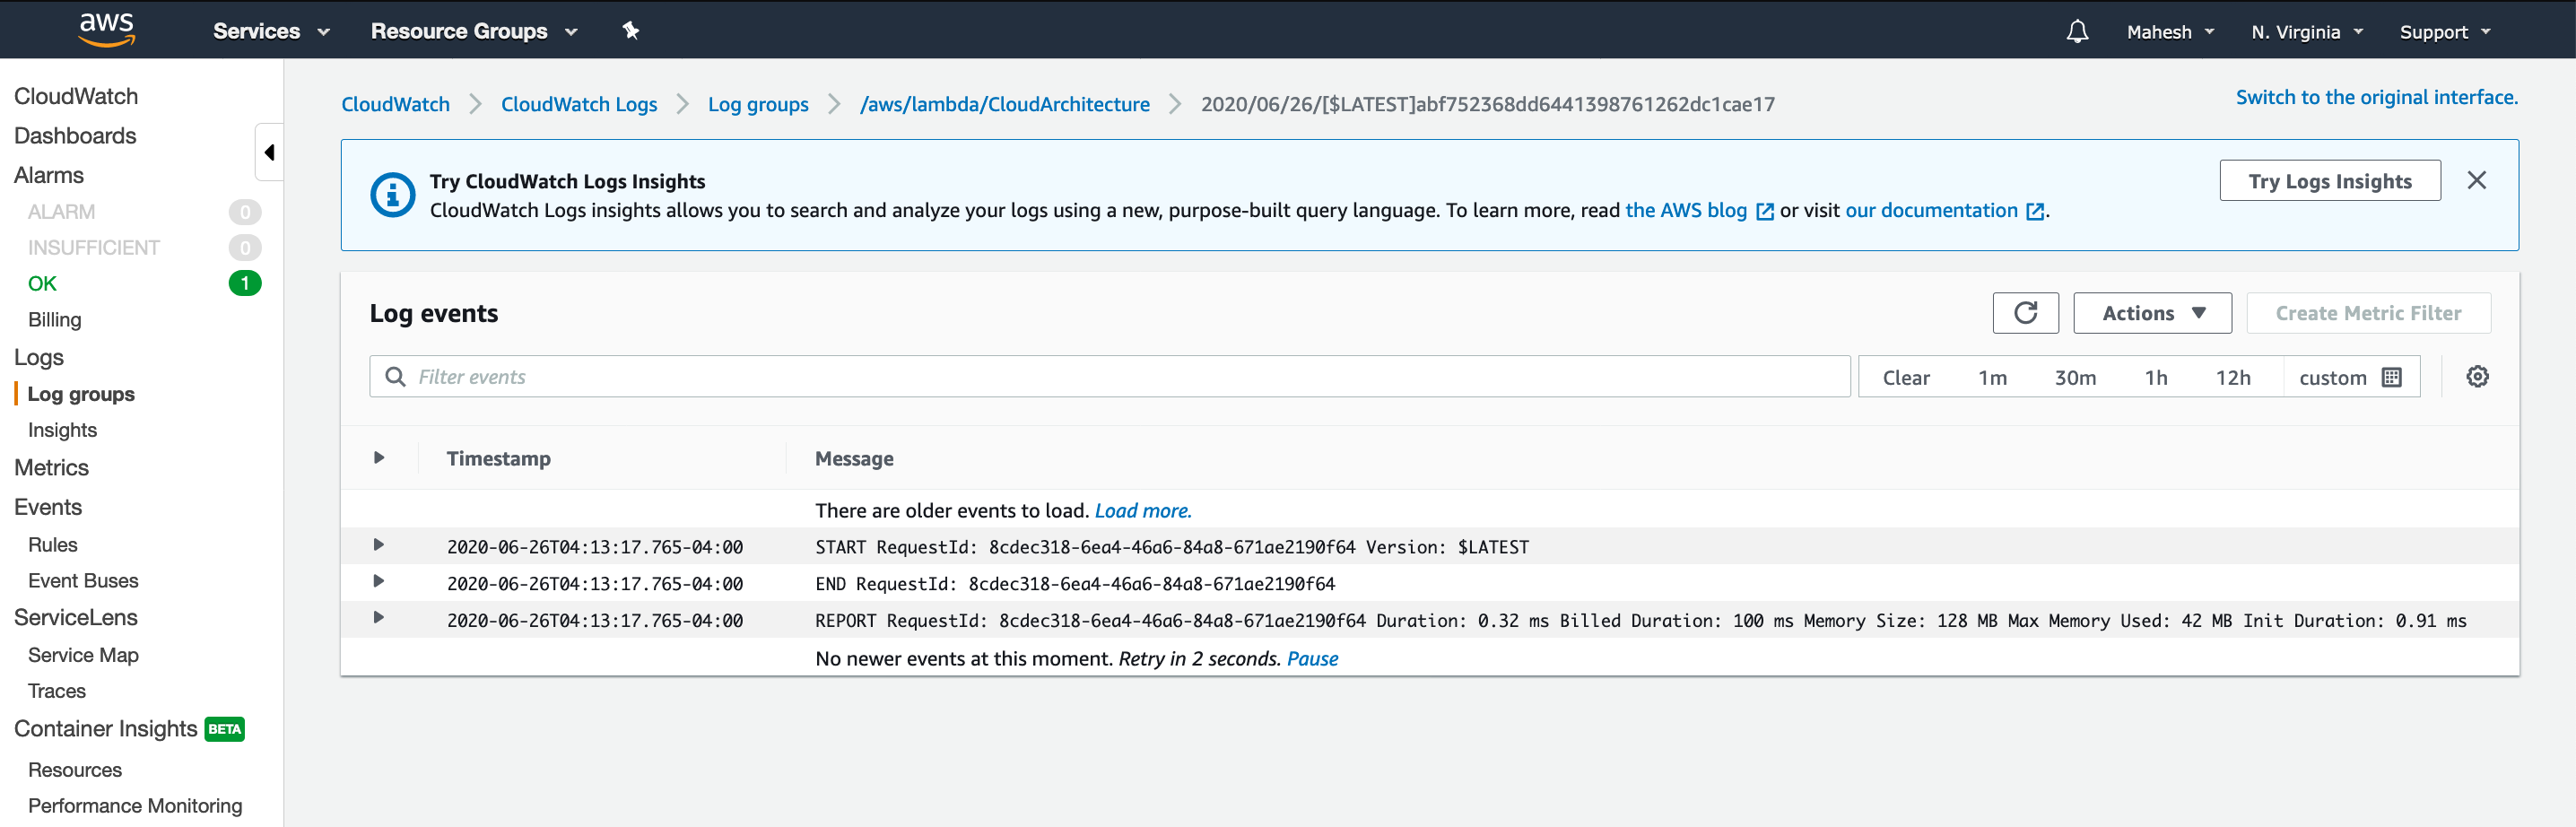 aws Services Resource Groups Mahesh N. Virginia Support
CloudWatch
Dashboards
Alarms
ALARM 0
INSUFFICIENT 0
OK 1
Billing
Logs
Log groups
Insights
Metrics
Events
Rules
Event Buses
ServiceLens
Service Map
Traces
Container Insights BETA
Resources
Performance Monitoring
CloudWatch CloudWatch Logs Log groups /aws/lambda/CloudArchitecture 2020/06/26/[$LATEST]abf752368dd6441398761262dc1cae17
Switch to the original interface.
Try CloudWatch Logs Insights
CloudWatch Logs insights allows you to search and analyze your logs using a new, purpose-built query language. To learn more, read the AWS blog or visit our documentation.
Try Logs Insights
Log events
Actions Create Metric Filter
Filter events Clear 1m 30m 1h 12h custom
Timestamp Message
There are older events to load. Load more.
2020-06-26T04:13:17.765-04:00 START RequestId: 8cdec318-6ea4-46a6-84a8-671ae2190f64 Version: $LATEST
2020-06-26T04:13:17.765-04:00 END RequestId: 8cdec318-6ea4-46a6-84a8-671ae2190f64
2020-06-26T04:13:17.765-04:00 REPORT RequestId: 8cdec318-6ea4-46a6-84a8-671ae2190f64 Duration: 0.32 ms Billed Duration: 100 ms Memory Size: 128 MB Max Memory Used: 42 MB Init Duration: 0.91 ms
No newer events at this moment. Retry in 2 seconds. Pause